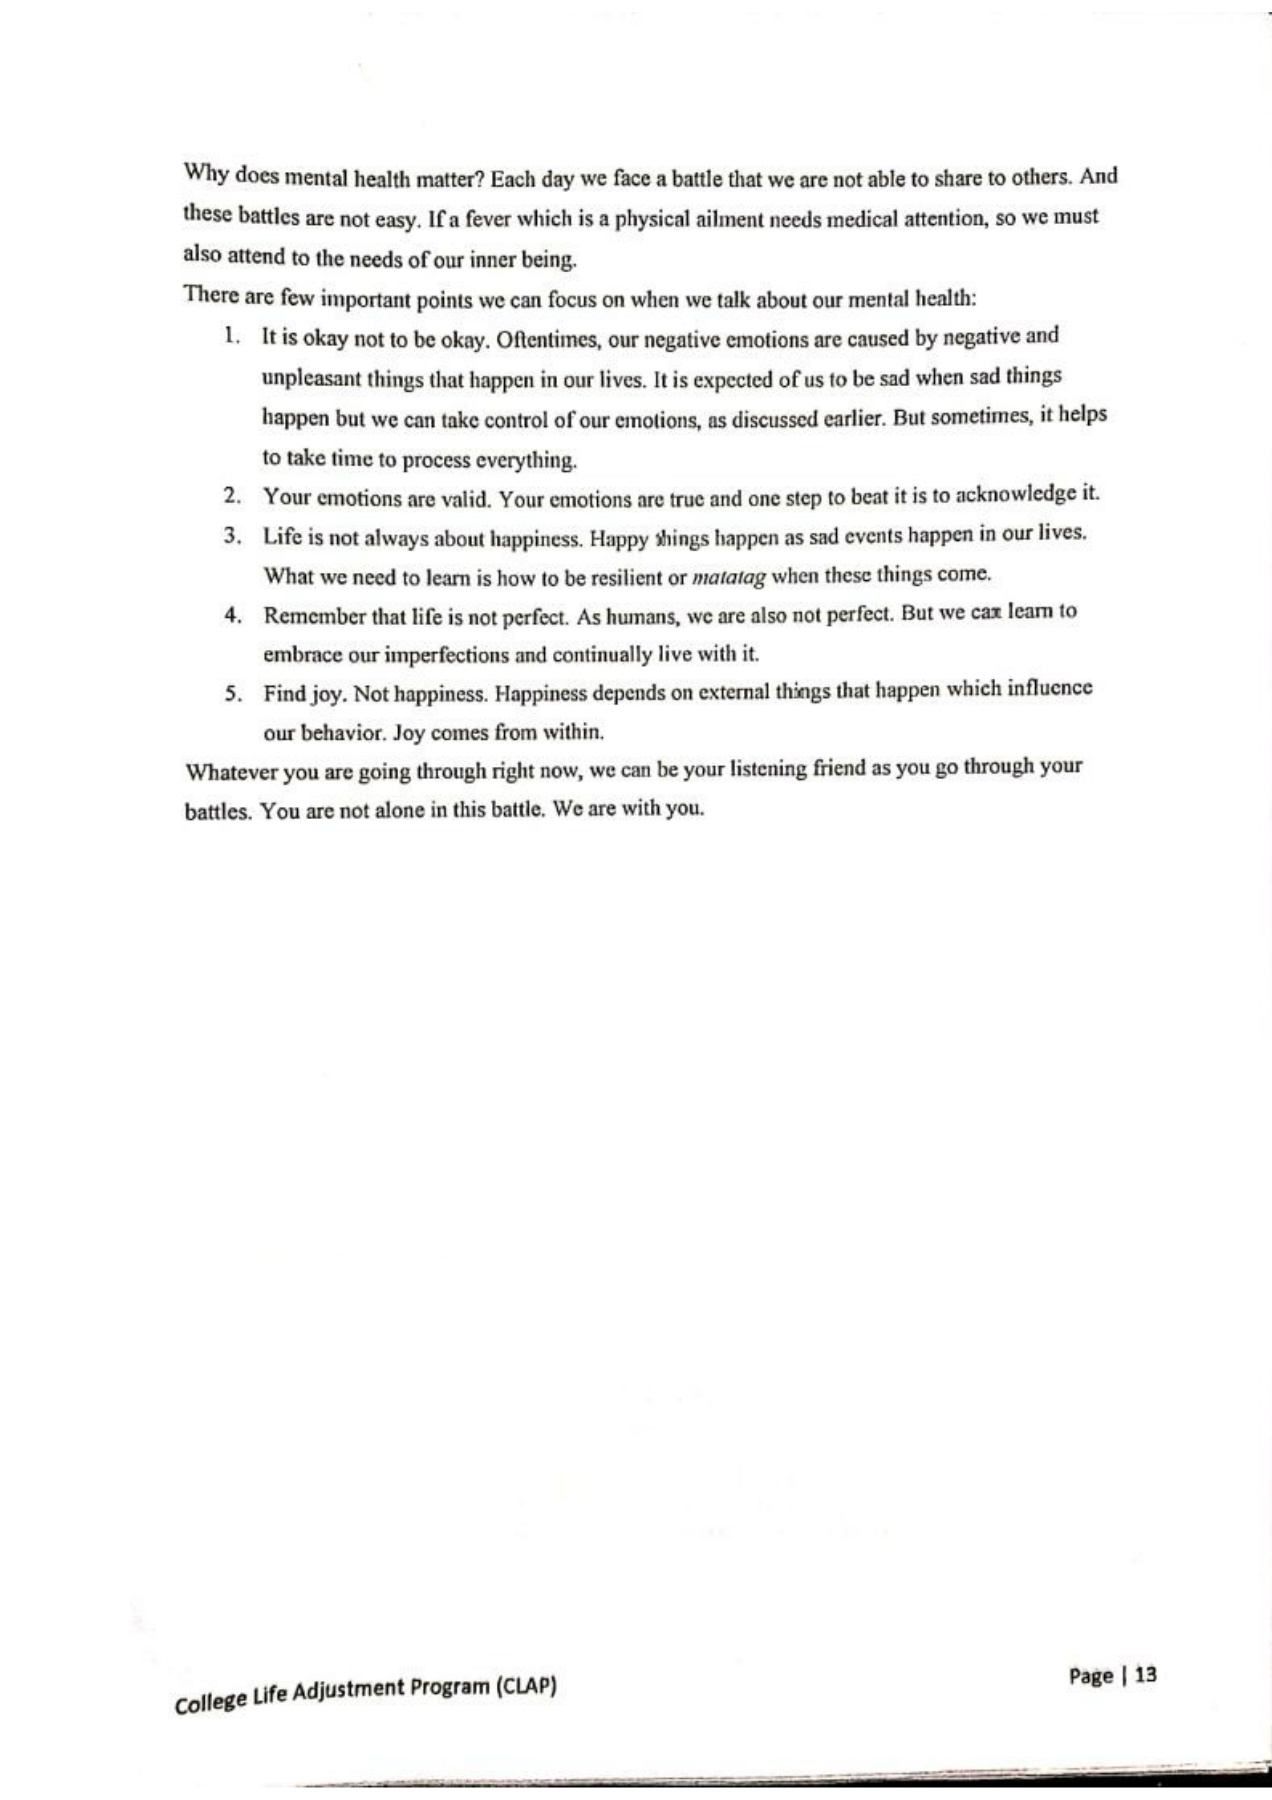 Why does mental health matter? Each day we face a battle that we are not able to share to others. And
these battles are not easy. If a fever which is a physical ailment needs medical attention, so we must
also attend to the needs of our inner being.
There are few important points we can focus on when we talk about our mental health:
1. It is okay not to be okay. Oftentimes, our negative emotions are caused by negative and
unpleasant things that happen in our lives. It is expected of us to be sad when sad things
happen but we can take control of our emotions, as discussed earlier. But sometimes, it helps
to take time to process everything.
2. Your emotions are valid. Your emotions are true and one step to beat it is to acknowledge it.
3. Life is not always about happiness. Happy things happen as sad events happen in our lives.
What we need to learn is how to be resilient or matatag when these things come.
4. Remember that life is not perfect. As humans, we are also not perfect. But we can learn to
embrace our imperfections and continually live with it.
5. Find joy. Not happiness. Happiness depends on external things that happen which influence
our behavior. Joy comes from within.
Whatever you are going through right now, we can be your listening friend as you go through your
battles. You are not alone in this battle. We are with you.
College Life Adjustment Program (CLAP)
Page | 13